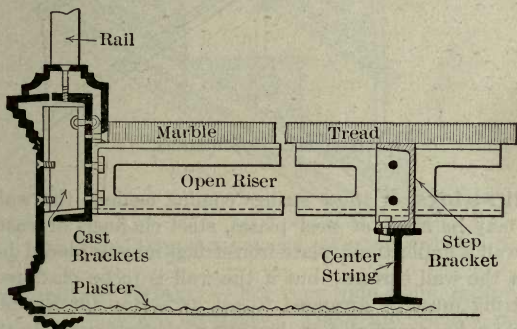 Rail
Marble
Tread
Open Riser
Cast
Brackets
Center
String
Step
Bracket
Plaster